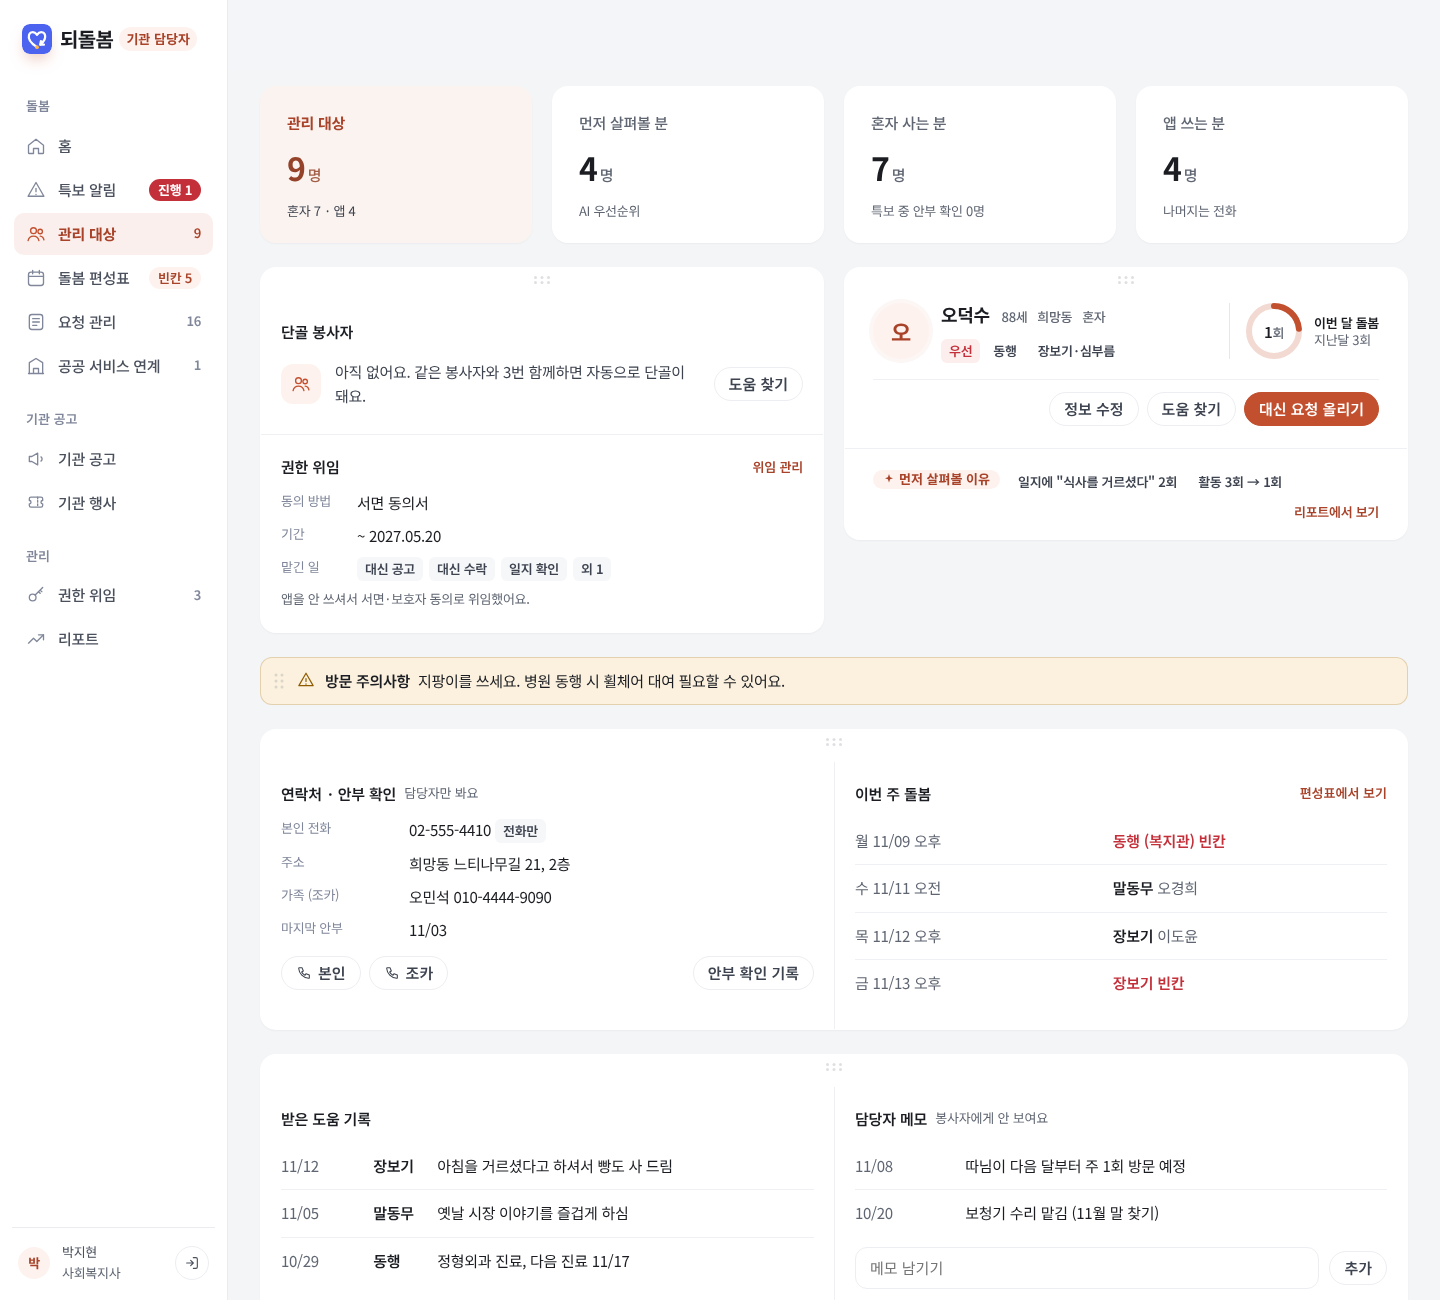 되돌봄 기관 담당자
돌봄
홈
특보 알림 진행 1
관리 대상 9
돌봄 편성표 빈칸 5
요청 관리 16
공공 서비스 연계 1
기관 공고
기관 공고
기관 행사
관리
권한 위임 3
리포트
박
박지현
사회복지사
관리 대상
9명
혼자 7 · 앱 4
먼저 살펴볼 분
4명
AI 우선순위
혼자 사는 분
7명
특보 중 안부 확인 0명
앱 쓰는 분
4명
나머지는 전화
단골 봉사자
아직 없어요. 같은 봉사자와 3번 함께하면 자동으로 단골이
돼요.
도움 찾기
권한 위임 위임 관리
동의 방법 서면 동의서
기간 ~ 2027.05.20
맡긴 일 대신 공고 대신 수락 일지 확인 외 1
앱을 안 쓰셔서 서면·보호자 동의로 위임했어요.
오
오덕수 88세 희망동 혼자
우선 동행 장보기·심부름
1회
이번 달 돌봄
지난달 3회
정보 수정 도움 찾기 대신 요청 올리기
먼저 살펴볼 이유 일지에 "식사를 거르셨다" 2회 활동 3회 → 1회
리포트에서 보기
방문 주의사항 지팡이를 쓰세요. 병원 동행 시 휠체어 대여 필요할 수 있어요.
연락처 · 안부 확인 담당자만 봐요
본인 전화 02-555-4410 전화만
주소 희망동 느티나무길 21, 2층
가족 (조카) 오민석 010-4444-9090
마지막 안부 11/03
본인 조카 안부 확인 기록
이번 주 돌봄 편성표에서 보기
월 11/09 오후 동행 (복지관) 빈칸
수 11/11 오전 말동무 오경희
목 11/12 오후 장보기 이도윤
금 11/13 오후 장보기 빈칸
받은 도움 기록
11/12 장보기 아침을 거르셨다고 하셔서 빵도 사 드림
11/05 말동무 옛날 시장 이야기를 즐겁게 하심
10/29 동행 정형외과 진료, 다음 진료 11/17
담당자 메모 봉사자에게 안 보여요
11/08 따님이 다음 달부터 주 1회 방문 예정
10/20 보청기 수리 맡김 (11월 말 찾기)
메모 남기기 추가